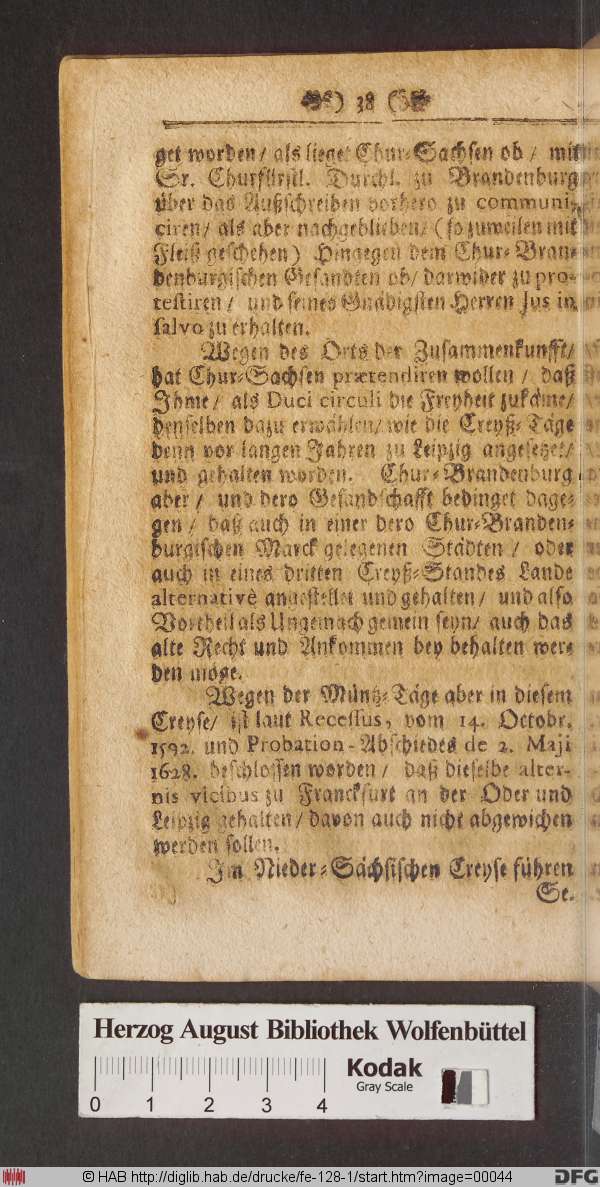 ) 38 (
get worden/ als lieget Chur-Sachsen ob/ mit
Sr. Churfürstl. Durchl. zu Brandenburg
über das Außschreiben vorhero zu communi-
ciren/ als aber nachgeblieben/ (so zuweilen mit
Fleiß geschehen) Hingegen dem Chur-Bran-
denburgischen Gesandten ob/ darwider zu pro-
testiren/ und seines Gnädigsten Herren Jus in
salvo zu erhalten.
Wegen des Orts der Zusammenkunfft/
hat Chur-Sachsen prætendiren wollen/ daß
Ihme/ als Duci circuli die Freyheit zukäme/
denselben dazu erwählen/ wie die Creyß-Täge
denn vor langen Jahren zu Leipzig angesetzet/
und gehalten worden. Chur-Brandenburg
aber/ und dero Gesandschafft bedinget dage-
gen/ daß auch in einer dero Chur-Branden-
burgischen Marck gelegenen Städten/ oder
auch in eines dritten Creyß-Standes Lande
alternativè angestellet und gehalten/ und also
Vortheil als Ungemach gemein seyn/ auch das
alte Recht und Ankommen bey behalten wer-
den möge.
Wegen der Müntz-Täge aber in diesem
Creyse/ ist laut Recessus, vom 14. Octobr.
1592. und Probation-Abschiedes de 2. Maji
1628. beschlossen worden/ daß dieselbe alter-
nis vicibus zu Franckfurt an der Oder und
Leipzig gehalten/ davon auch nicht abgewichen
werden sollen.
Im Nieder-Sächsischen Creyse führen
Se.
Herzog August Bibliothek Wolfenbüttel
0 1 2 3 4
Kodak
Gray Scale
© HAB http://diglib.hab.de/drucke/fe-128-1/start.htm?image=00044
DFG